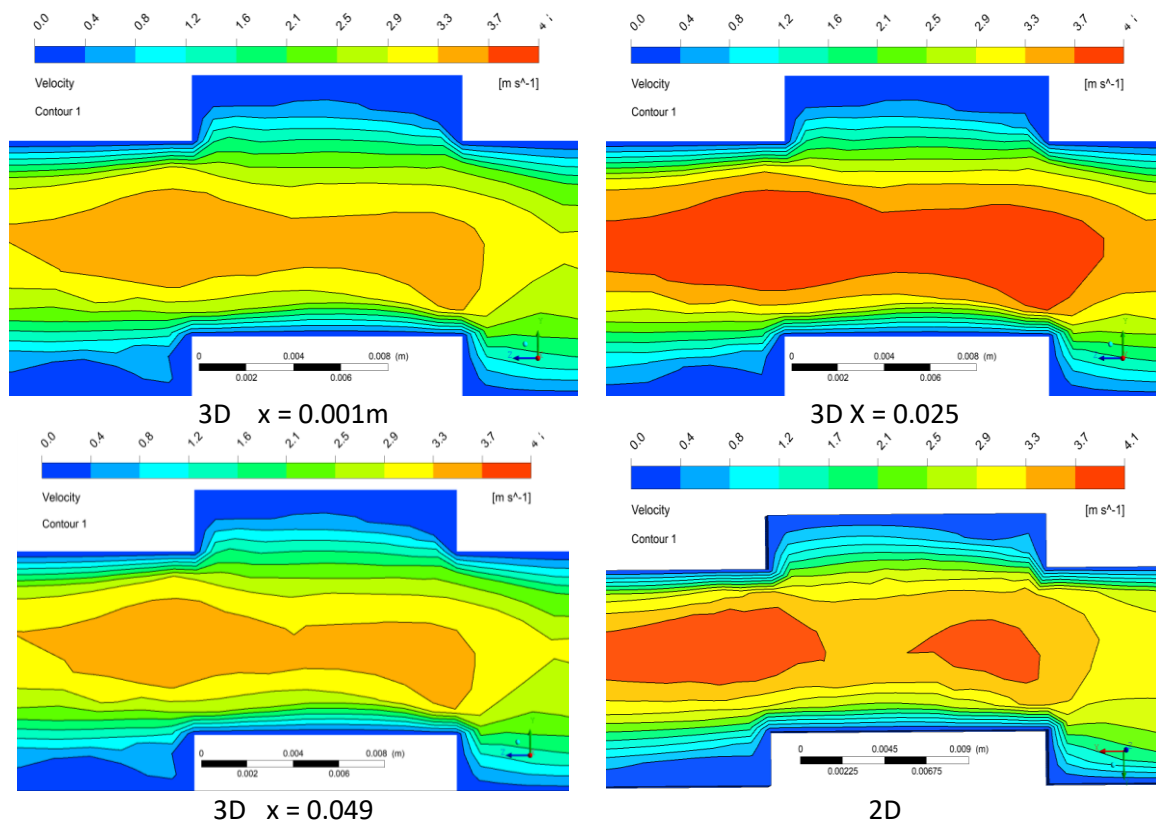 0.0 0.4 0.8 1.2 1.6 2.1 2.5 2.9 3.3 3.7
Velocity [m s^-1]
Contour 1
0 0.004 0.008 (m)
0.002 0.006
3D x = 0.001m
0.0 0.4 0.8 1.2 1.6 2.1 2.5 2.9 3.3 3.7
Velocity [m s^-1]
Contour 1
0 0.004 0.008 (m)
0.002 0.006
3D X = 0.025
0.0 0.4 0.8 1.2 1.6 2.1 2.5 2.9 3.3 3.7 4.1
Velocity [m s^-1]
Contour 1
0 0.004 0.008 (m)
0.002 0.006
3D x = 0.049
0.0 0.4 0.8 1.2 1.6 2.1 2.5 2.9 3.3 3.7 4.1
Velocity [m s^-1]
Contour 1
0 0.0045 0.009 (m)
0.00225 0.00675
2D